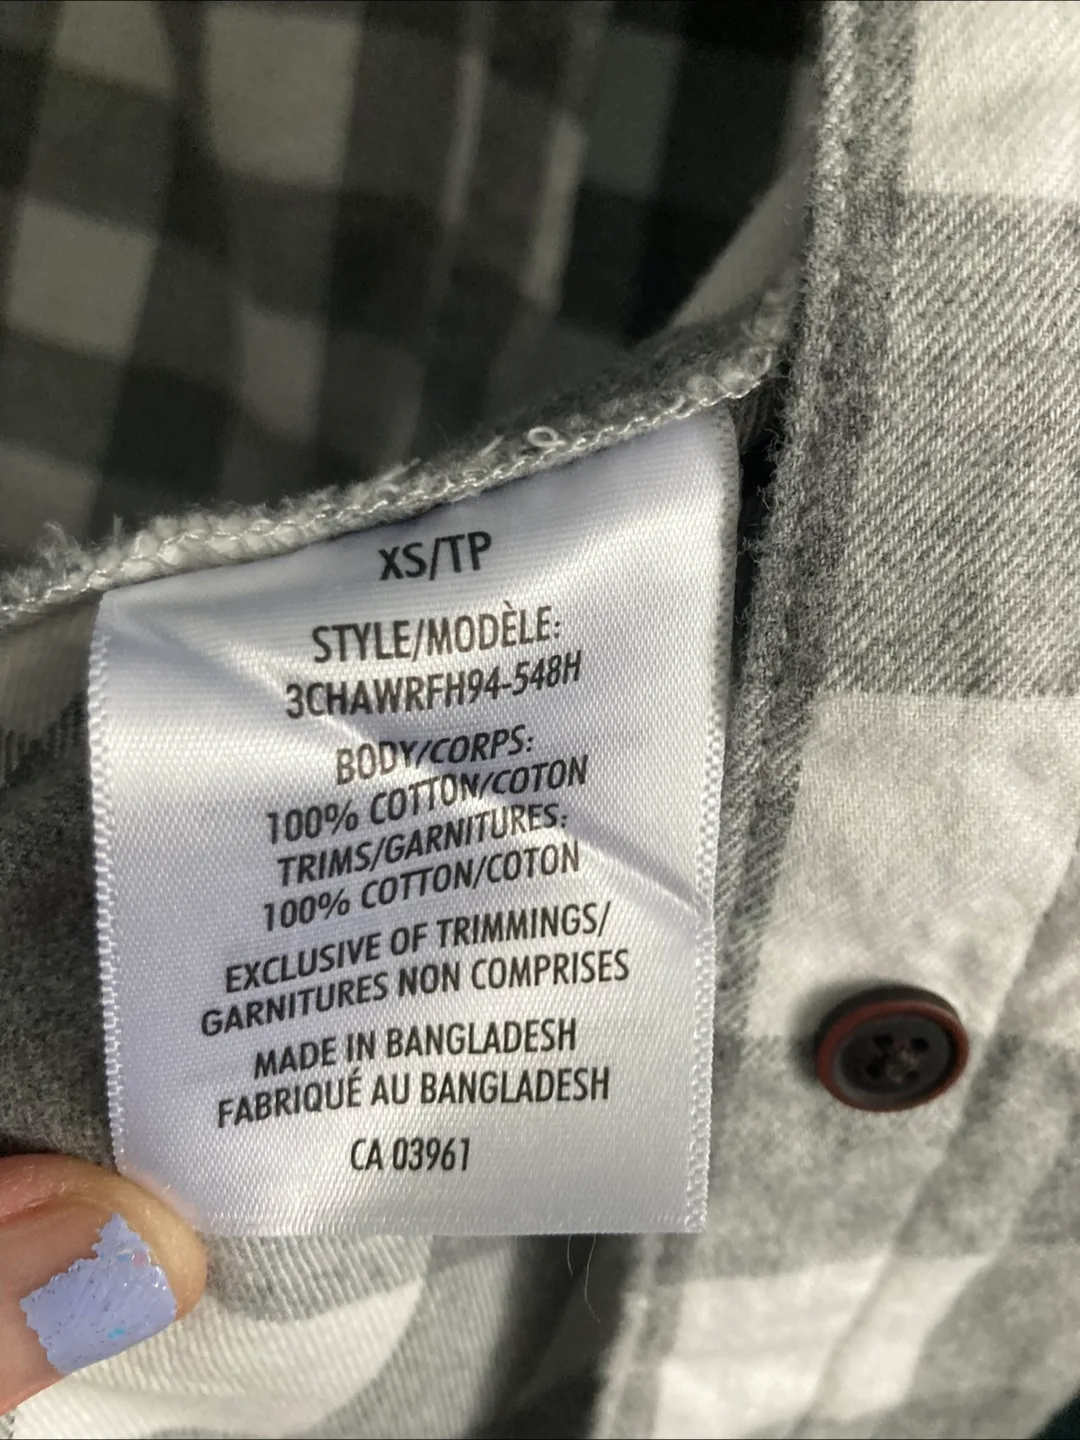 XS/TP
STYLE/MODÈLE:
3CHAWRFH94-548H
BODY/CORPS:
100% COTTON/COTON
TRIMS/GARNITURES:
100% COTTON/COTON
EXCLUSIVE OF TRIMMINGS/
GARNITURES NON COMPRISES
MADE IN BANGLADESH
FABRIQUÉ AU BANGLADESH
CA 03961